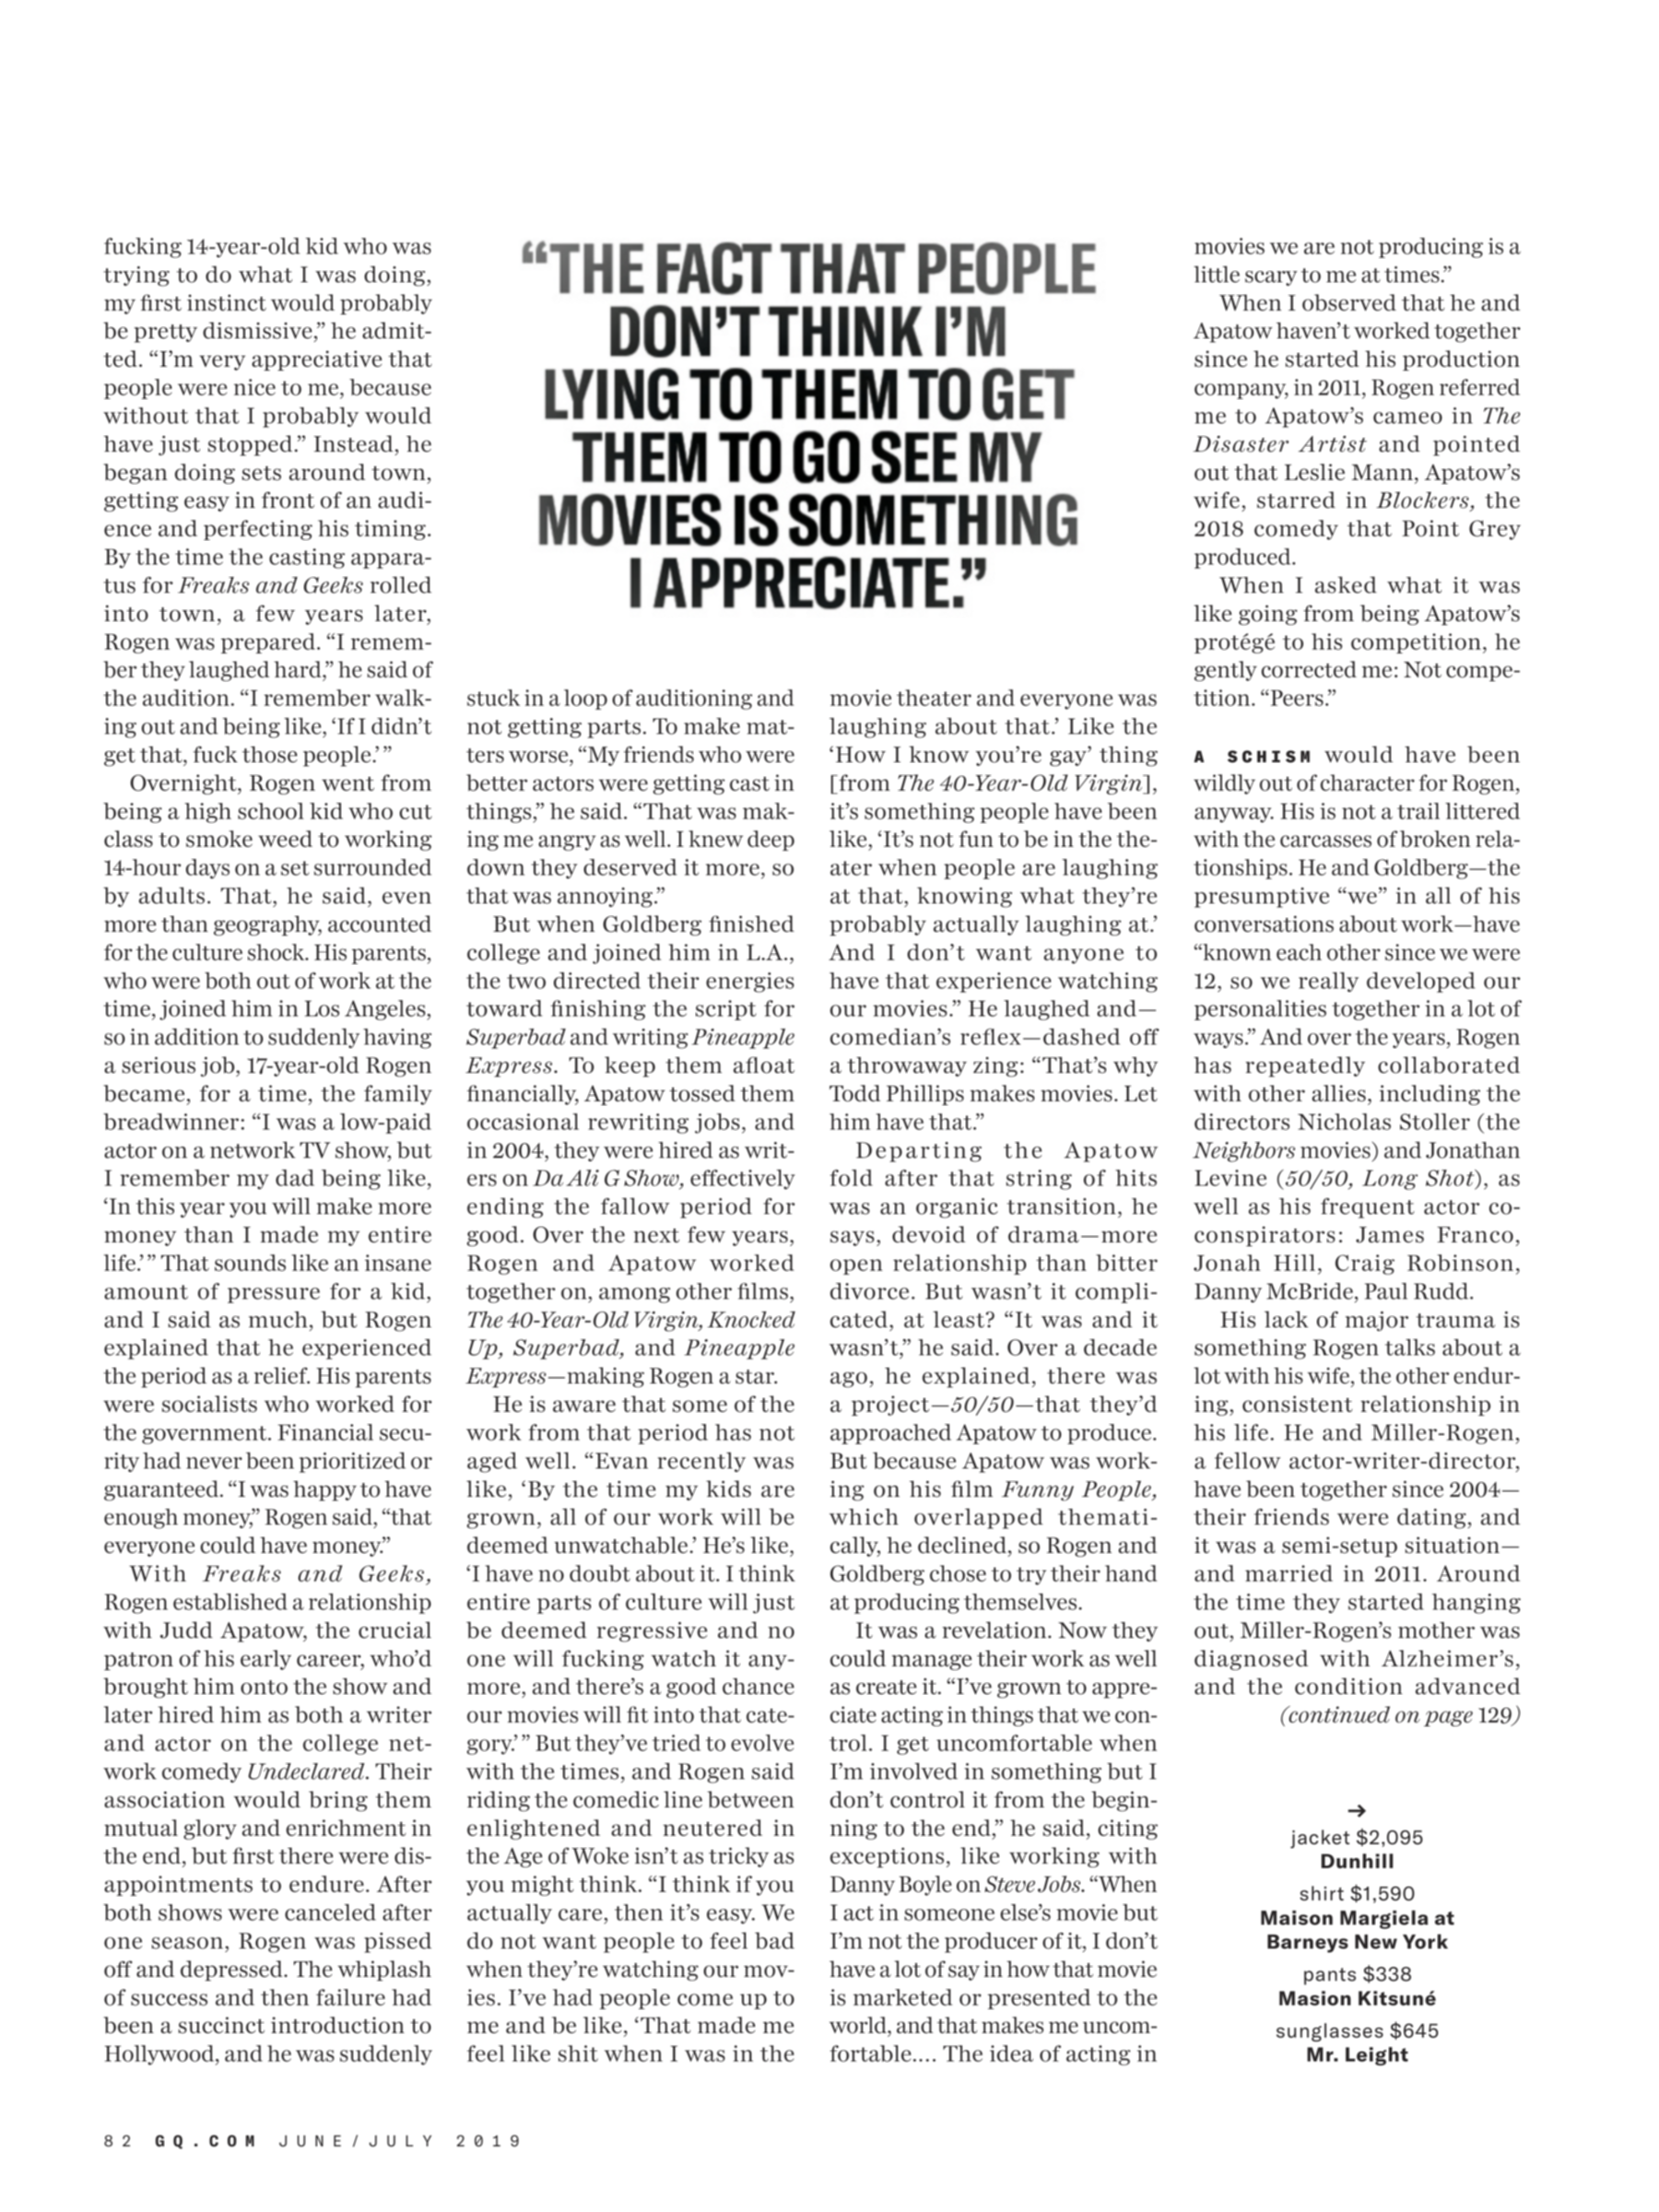 fucking 14-year-old kid who was
trying to do what I was doing,
my first instinct would probably
be pretty dismissive,” he admit-
ted. “I’m very appreciative that
people were nice to me, because
without that I probably would
have just stopped.” Instead, he
began doing sets around town,
getting easy in front of an audi-
ence and perfecting his timing.
By the time the casting appara-
tus for Freaks and Geeks rolled
into town, a few years later,
Rogen was prepared. “I remem-
ber they laughed hard,” he said of
the audition. “I remember walk-
ing out and being like, ‘If I didn’t
get that, fuck those people.’ ”
Overnight, Rogen went from
being a high school kid who cut
class to smoke weed to working
14-hour days on a set surrounded
by adults. That, he said, even
more than geography, accounted
for the culture shock. His parents,
who were both out of work at the
time, joined him in Los Angeles,
so in addition to suddenly having
a serious job, 17-year-old Rogen
became, for a time, the family
breadwinner: “I was a low-paid
actor on a network TV show, but
I remember my dad being like,
‘In this year you will make more
money than I made my entire
life.’ ” That sounds like an insane
amount of pressure for a kid,
and I said as much, but Rogen
explained that he experienced
the period as a relief. His parents
were socialists who worked for
the government. Financial secu-
rity had never been prioritized or
guaranteed. “I was happy to have
enough money,” Rogen said, “that
everyone could have money.”
With Freaks and Geeks,
Rogen established a relationship
with Judd Apatow, the crucial
patron of his early career, who’d
brought him onto the show and
later hired him as both a writer
and actor on the college net-
work comedy Undeclared. Their
association would bring them
mutual glory and enrichment in
the end, but first there were dis-
appointments to endure. After
both shows were canceled after
one season, Rogen was pissed
off and depressed. The whiplash
of success and then failure had
been a succinct introduction to
Hollywood, and he was suddenly
“THE FACT THAT PEOPLE
DON’T THINK I’M
LYING TO THEM TO GET
THEM TO GO SEE MY
MOVIES IS SOMETHING
I APPRECIATE.”
stuck in a loop of auditioning and
not getting parts. To make mat-
ters worse, “My friends who were
better actors were getting cast in
things,” he said. “That was mak-
ing me angry as well. I knew deep
down they deserved it more, so
that was annoying.”
But when Goldberg finished
college and joined him in L.A.,
the two directed their energies
toward finishing the script for
Superbad and writing Pineapple
Express. To keep them afloat
financially, Apatow tossed them
occasional rewriting jobs, and
in 2004, they were hired as writ-
ers on Da Ali G Show, effectively
ending the fallow period for
good. Over the next few years,
Rogen and Apatow worked
together on, among other films,
The 40-Year-Old Virgin, Knocked
Up, Superbad, and Pineapple
Express—making Rogen a star.
He is aware that some of the
work from that period has not
aged well. “Evan recently was
like, ‘By the time my kids are
grown, all of our work will be
deemed unwatchable.’ He’s like,
‘I have no doubt about it. I think
entire parts of culture will just
be deemed regressive and no
one will fucking watch it any-
more, and there’s a good chance
our movies will fit into that cate-
gory.’ ” But they’ve tried to evolve
with the times, and Rogen said
riding the comedic line between
enlightened and neutered in
the Age of Woke isn’t as tricky as
you might think. “I think if you
actually care, then it’s easy. We
do not want people to feel bad
when they’re watching our mov-
ies. I’ve had people come up to
me and be like, ‘That made me
feel like shit when I was in the
movie theater and everyone was
laughing about that.’ Like the
‘How I know you’re gay’ thing
[from The 40-Year-Old Virgin],
it’s something people have been
like, ‘It’s not fun to be in the the-
ater when people are laughing
at that, knowing what they’re
probably actually laughing at.’
And I don’t want anyone to
have that experience watching
our movies.” He laughed and—
comedian’s reflex—dashed off
a throwaway zing: “That’s why
Todd Phillips makes movies. Let
him have that.”
Departing the Apatow
fold after that string of hits
was an organic transition, he
says, devoid of drama—more
open relationship than bitter
divorce. But wasn’t it compli-
cated, at least? “It was and it
wasn’t,” he said. Over a decade
ago, he explained, there was
a project—50/50—that they’d
approached Apatow to produce.
But because Apatow was work-
ing on his film Funny People,
which overlapped themati-
cally, he declined, so Rogen and
Goldberg chose to try their hand
at producing themselves.
It was a revelation. Now they
could manage their work as well
as create it. “I’ve grown to appre-
ciate acting in things that we con-
trol. I get uncomfortable when
I’m involved in something but I
don’t control it from the begin-
ning to the end,” he said, citing
exceptions, like working with
Danny Boyle on Steve Jobs. “When
I act in someone else’s movie but
I’m not the producer of it, I don’t
have a lot of say in how that movie
is marketed or presented to the
world, and that makes me uncom-
fortable.... The idea of acting in
movies we are not producing is a
little scary to me at times.”
When I observed that he and
Apatow haven’t worked together
since he started his production
company, in 2011, Rogen referred
me to Apatow’s cameo in The
Disaster Artist and pointed
out that Leslie Mann, Apatow’s
wife, starred in Blockers, the
2018 comedy that Point Grey
produced.
When I asked what it was
like going from being Apatow’s
protégé to his competition, he
gently corrected me: Not compe-
tition. “Peers.”
A SCHISM would have been
wildly out of character for Rogen,
anyway. His is not a trail littered
with the carcasses of broken rela-
tionships. He and Goldberg—the
presumptive “we” in all of his
conversations about work—have
“known each other since we were
12, so we really developed our
personalities together in a lot of
ways.” And over the years, Rogen
has repeatedly collaborated
with other allies, including the
directors Nicholas Stoller (the
Neighbors movies) and Jonathan
Levine (50/50, Long Shot), as
well as his frequent actor co-
conspirators: James Franco,
Jonah Hill, Craig Robinson,
Danny McBride, Paul Rudd.
His lack of major trauma is
something Rogen talks about a
lot with his wife, the other endur-
ing, consistent relationship in
his life. He and Miller-Rogen,
a fellow actor-writer-director,
have been together since 2004—
their friends were dating, and
it was a semi-setup situation—
and married in 2011. Around
the time they started hanging
out, Miller-Rogen’s mother was
diagnosed with Alzheimer’s,
and the condition advanced
(continued on page 129)
→
jacket $2,095
Dunhill
shirt $1,590
Maison Margiela at
Barneys New York
pants $338
Masion Kitsuné
sunglasses $645
Mr. Leight
82 GQ.COM JUNE/JULY 2019